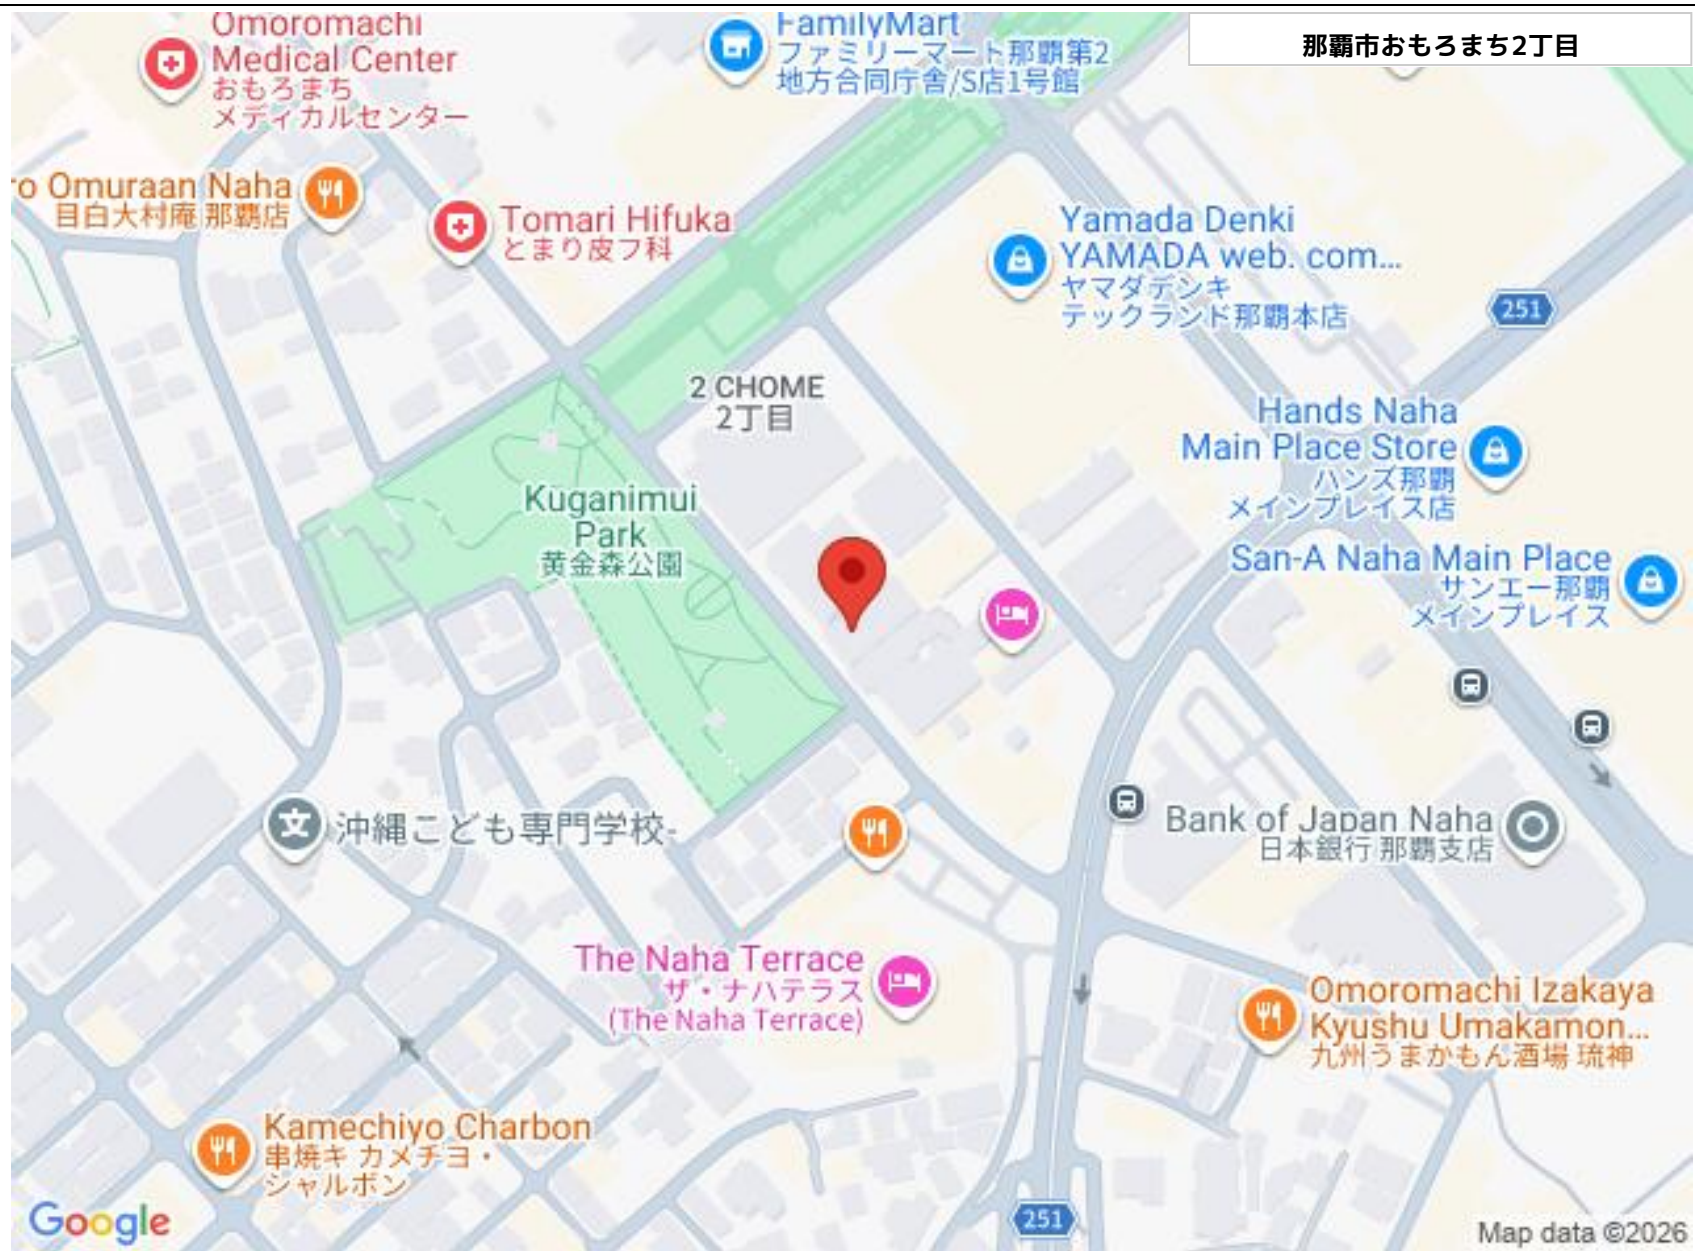 Omoromachi
Medical Center
おもろまち
メディカルセンター
FamilyMart
ファミリーマート那覇第2
地方合同庁舎/S店1号館
那覇市おもろまち2丁目
ro Omuraan Naha
目白大村庵 那覇店
Tomari Hifuka
とまり皮フ科
Yamada Denki
YAMADA web. com...
ヤマダデンキ
テックランド那覇本店
251
2 CHOME
2丁目
Hands Naha
Main Place Store
ハンズ那覇
メインプレイス店
Kuganimui
Park
黄金森公園
San-A Naha Main Place
サンエー那覇
メインプレイス
沖縄こども専門学校
Bank of Japan Naha
日本銀行 那覇支店
The Naha Terrace
ザ・ナハテラス
(The Naha Terrace)
Omoromachi Izakaya
Kyushu Umakamon...
九州うまかもん酒場 琉神
Kamechiyo Charbon
串焼キ カメチヨ・
シャルボン
251
Google
Map data ©2026